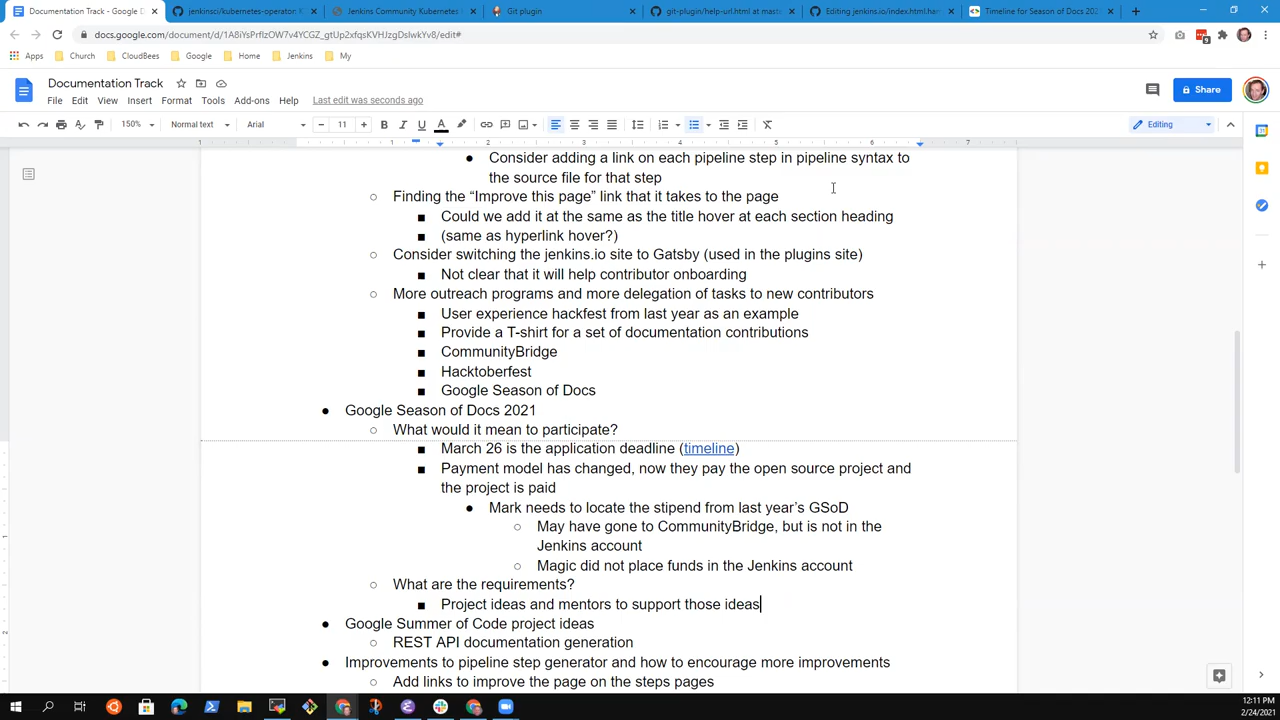 Documentation Track - Google D
jenkinsci/kubernetes-operator: K
Jenkins Community Kubernetes
Git plugin
git-plugin/help-url.html at mast
Editing jenkins.io/index.html.ham
Timeline for Season of Docs 202
docs.google.com/document/d/1A8iYsPrfIzOW7v4YCGZ_gtUp2xfqsKVHJzgDslwkYv8/edit#
Apps
Church
CloudBees
Google
Home
Jenkins
My
9
Documentation Track
File Edit View Insert Format Tools Add-ons Help Last edit was seconds ago
Share
150% Normal text Arial 11 Editing
1 1 2 3 4 5 6 7
Consider adding a link on each pipeline step in pipeline syntax to
the source file for that step
Finding the “Improve this page” link that it takes to the page
Could we add it at the same as the title hover at each section heading
(same as hyperlink hover?)
Consider switching the jenkins.io site to Gatsby (used in the plugins site)
Not clear that it will help contributor onboarding
More outreach programs and more delegation of tasks to new contributors
User experience hackfest from last year as an example
Provide a T-shirt for a set of documentation contributions
CommunityBridge
Hacktoberfest
Google Season of Docs
Google Season of Docs 2021
What would it mean to participate?
March 26 is the application deadline (timeline)
Payment model has changed, now they pay the open source project and
the project is paid
Mark needs to locate the stipend from last year’s GSoD
May have gone to CommunityBridge, but is not in the
Jenkins account
Magic did not place funds in the Jenkins account
What are the requirements?
Project ideas and mentors to support those ideas
Google Summer of Code project ideas
REST API documentation generation
Improvements to pipeline step generator and how to encourage more improvements
Add links to improve the page on the steps pages
12:11 PM
2/24/2021